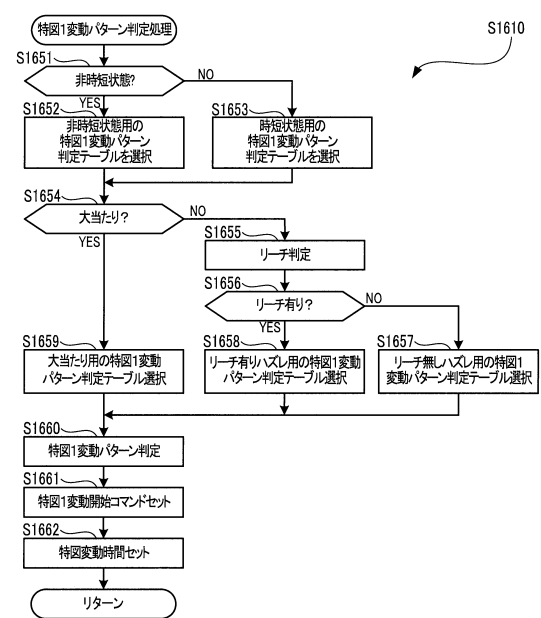 特図1変動パターン判定処理
S1610
S1651
非時短状態?
NO
YES
S1652
非時短状態用の
特図1変動パターン
判定テーブルを選択
S1653
時短状態用の
特図1変動パターン
判定テーブルを選択
S1654
大当たり?
NO
YES
S1655
リーチ判定
S1656
リーチ有り?
NO
YES
S1659
大当たり用の特図1変動
パターン判定テーブル選択
S1658
リーチ有りハズレ用の特図1変動
パターン判定テーブル選択
S1657
リーチ無しハズレ用の特図1
変動パターン判定テーブル選択
S1660
特図1変動パターン判定
S1661
特図1変動開始コマンドセット
S1662
特図変動時間セット
リターン